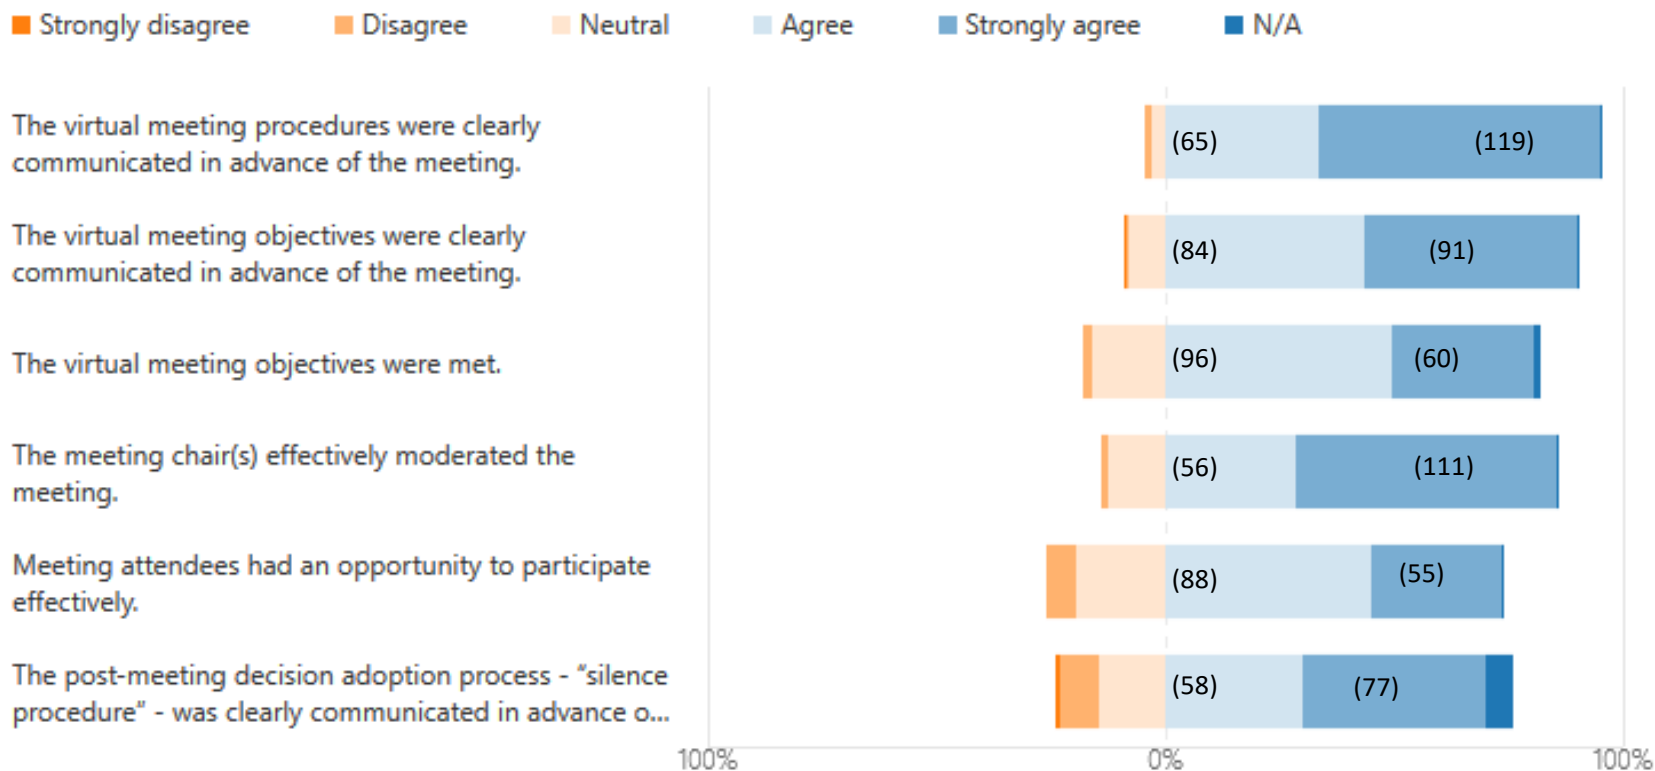 Strongly disagree Disagree Neutral Agree Strongly agree N/A
The virtual meeting procedures were clearly
communicated in advance of the meeting.
(65) (119)
The virtual meeting objectives were clearly
communicated in advance of the meeting.
(84) (91)
The virtual meeting objectives were met.
(96) (60)
The meeting chair(s) effectively moderated the
meeting.
(56) (111)
Meeting attendees had an opportunity to participate
effectively.
(88) (55)
The post-meeting decision adoption process - “silence
procedure” - was clearly communicated in advance o...
(58) (77)
100% 0% 100%